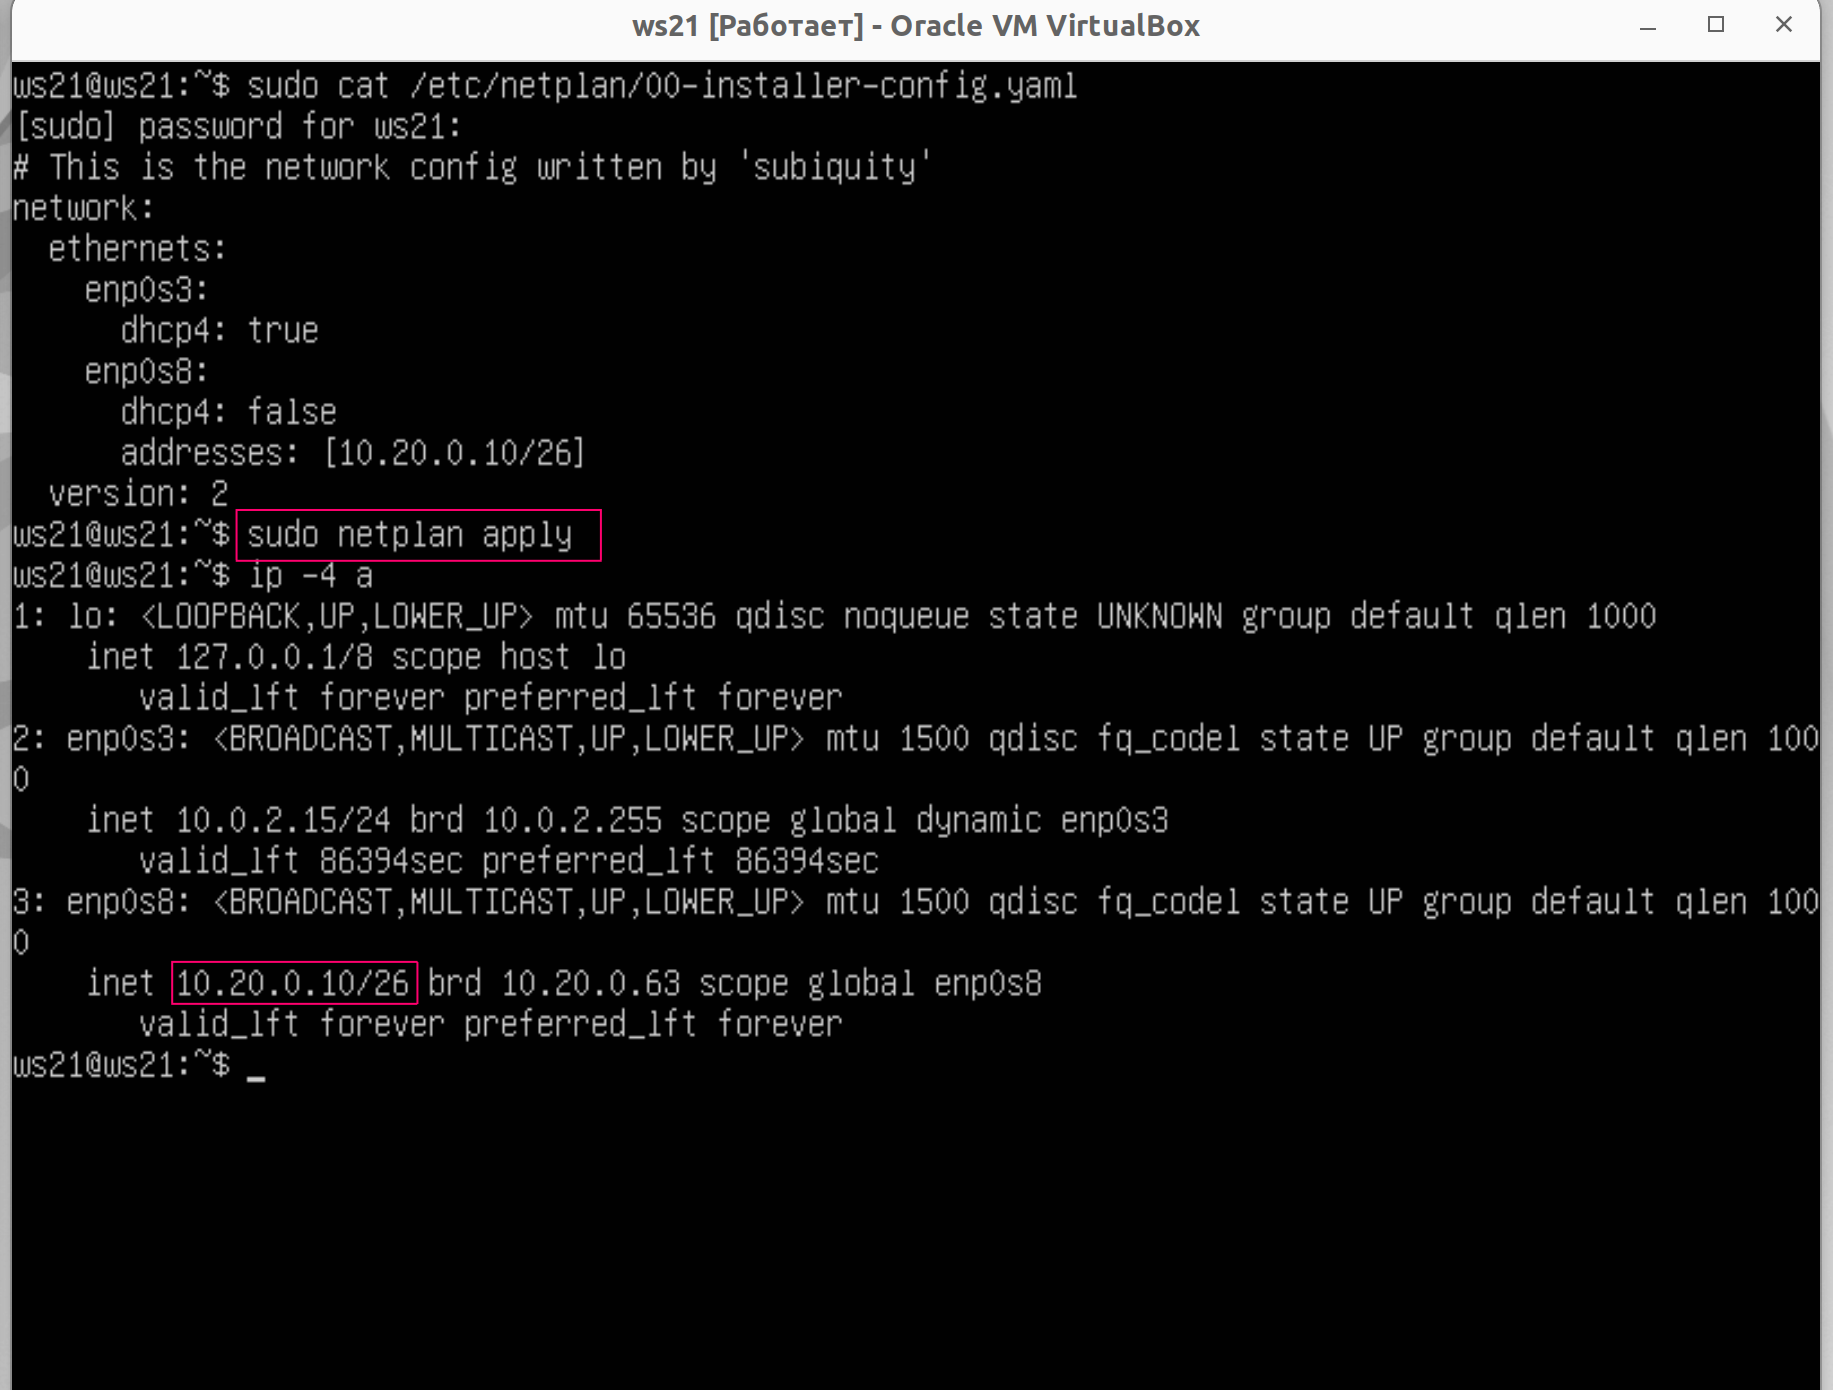 ws21 [Работает] - Oracle VM VirtualBox
ws21@ws21:~$ sudo cat /etc/netplan/00-installer-config.yaml
[sudo] password for ws21:
# This is the network config written by 'subiquity'
network:
  ethernets:
    enp0s3:
      dhcp4: true
    enp0s8:
      dhcp4: false
      addresses: [10.20.0.10/26]
  version: 2
ws21@ws21:~$ sudo netplan apply
ws21@ws21:~$ ip -4 a
1: lo: <LOOPBACK,UP,LOWER_UP> mtu 65536 qdisc noqueue state UNKNOWN group default qlen 1000
    inet 127.0.0.1/8 scope host lo
       valid_lft forever preferred_lft forever
2: enp0s3: <BROADCAST,MULTICAST,UP,LOWER_UP> mtu 1500 qdisc fq_codel state UP group default qlen 100
0
    inet 10.0.2.15/24 brd 10.0.2.255 scope global dynamic enp0s3
       valid_lft 86394sec preferred_lft 86394sec
3: enp0s8: <BROADCAST,MULTICAST,UP,LOWER_UP> mtu 1500 qdisc fq_codel state UP group default qlen 100
0
    inet 10.20.0.10/26 brd 10.20.0.63 scope global enp0s8
       valid_lft forever preferred_lft forever
ws21@ws21:~$ _